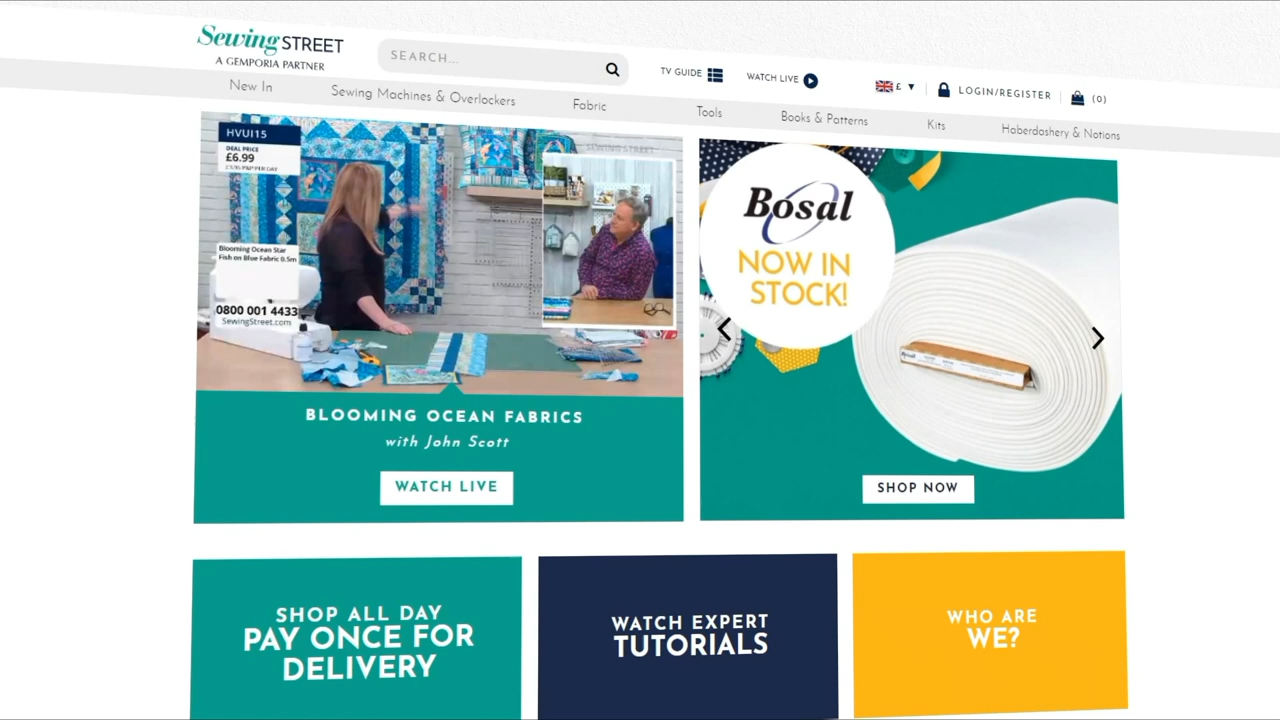 Sewing STREET
A GEMPORIA PARTNER
SEARCH...
TV GUIDE
WATCH LIVE
£
LOGIN/REGISTER
(0)
New In
Sewing Machines & Overlockers
Fabric
Tools
Books & Patterns
Kits
Haberdashery & Notions
HVUI15
DEAL PRICE
£6.99
SEWING STREET
Blooming Ocean Star
Fish on Blue Fabric 0.5m
0800 001 4433
SewingStreet.com
BLOOMING OCEAN FABRICS
with John Scott
WATCH LIVE
Bosal
NOW IN
STOCK!
SHOP NOW
SHOP ALL DAY
PAY ONCE FOR
DELIVERY
WATCH EXPERT
TUTORIALS
WHO ARE
WE?